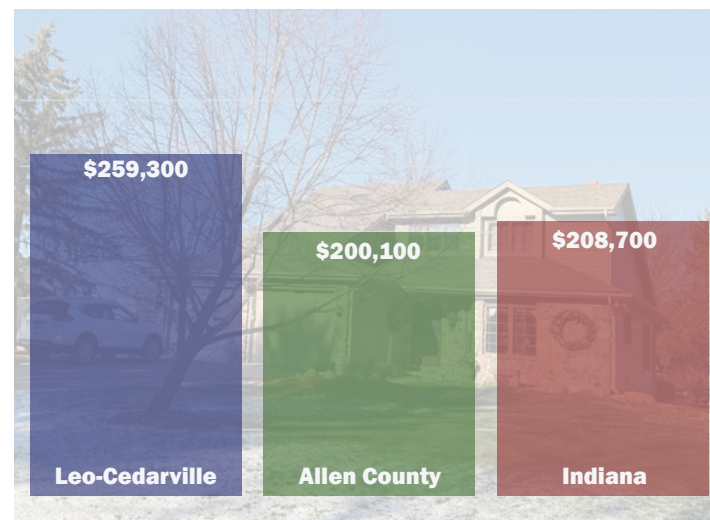 $259,300
$200,100
$208,700
Leo-Cedarville
Allen County
Indiana